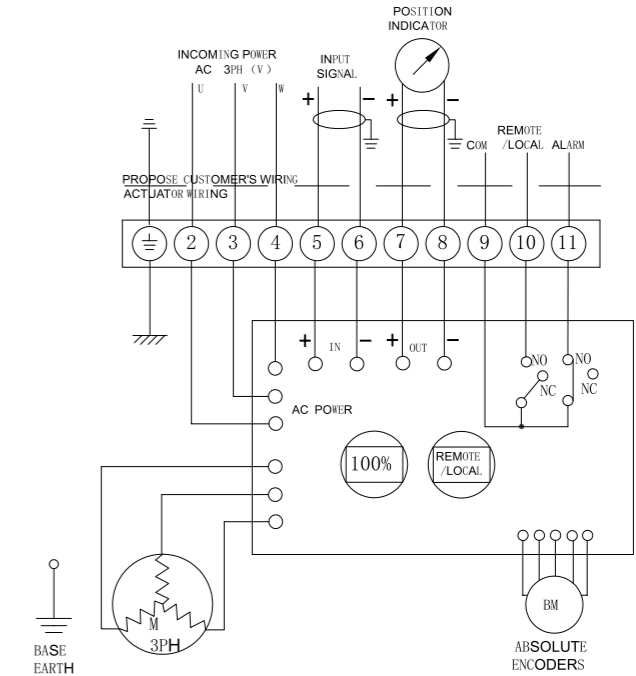 POSITION
INDICATOR
INCOMING POWER
AC 3PH (V)
INPUT
SIGNAL
U V W
+ − + −
REMOTE
COM /LOCAL ALARM
PROPOSE CUSTOMER'S WIRING
ACTUATOR WIRING
2 3 4 5 6 7 8 9 10 11
+ IN − + OUT −
NO NO
NC NC
AC POWER
100%
REMOTE
/LOCAL
M
3PH
BM
BASE
EARTH
ABSOLUTE
ENCODERS